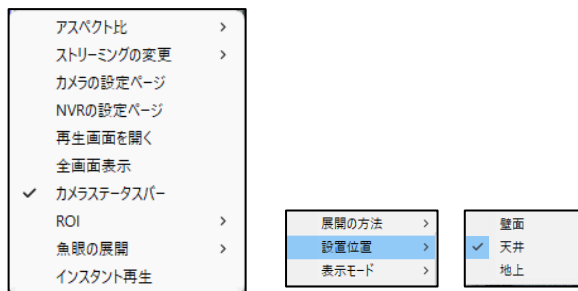 アスペクト比
ストリーミングの変更
カメラの設定ページ
NVRの設定ページ
再生画面を開く
全画面表示
カメラステータスバー
ROI
魚眼の展開
インスタント再生
展開の方法
設置位置
表示モード
壁面
天井
地上